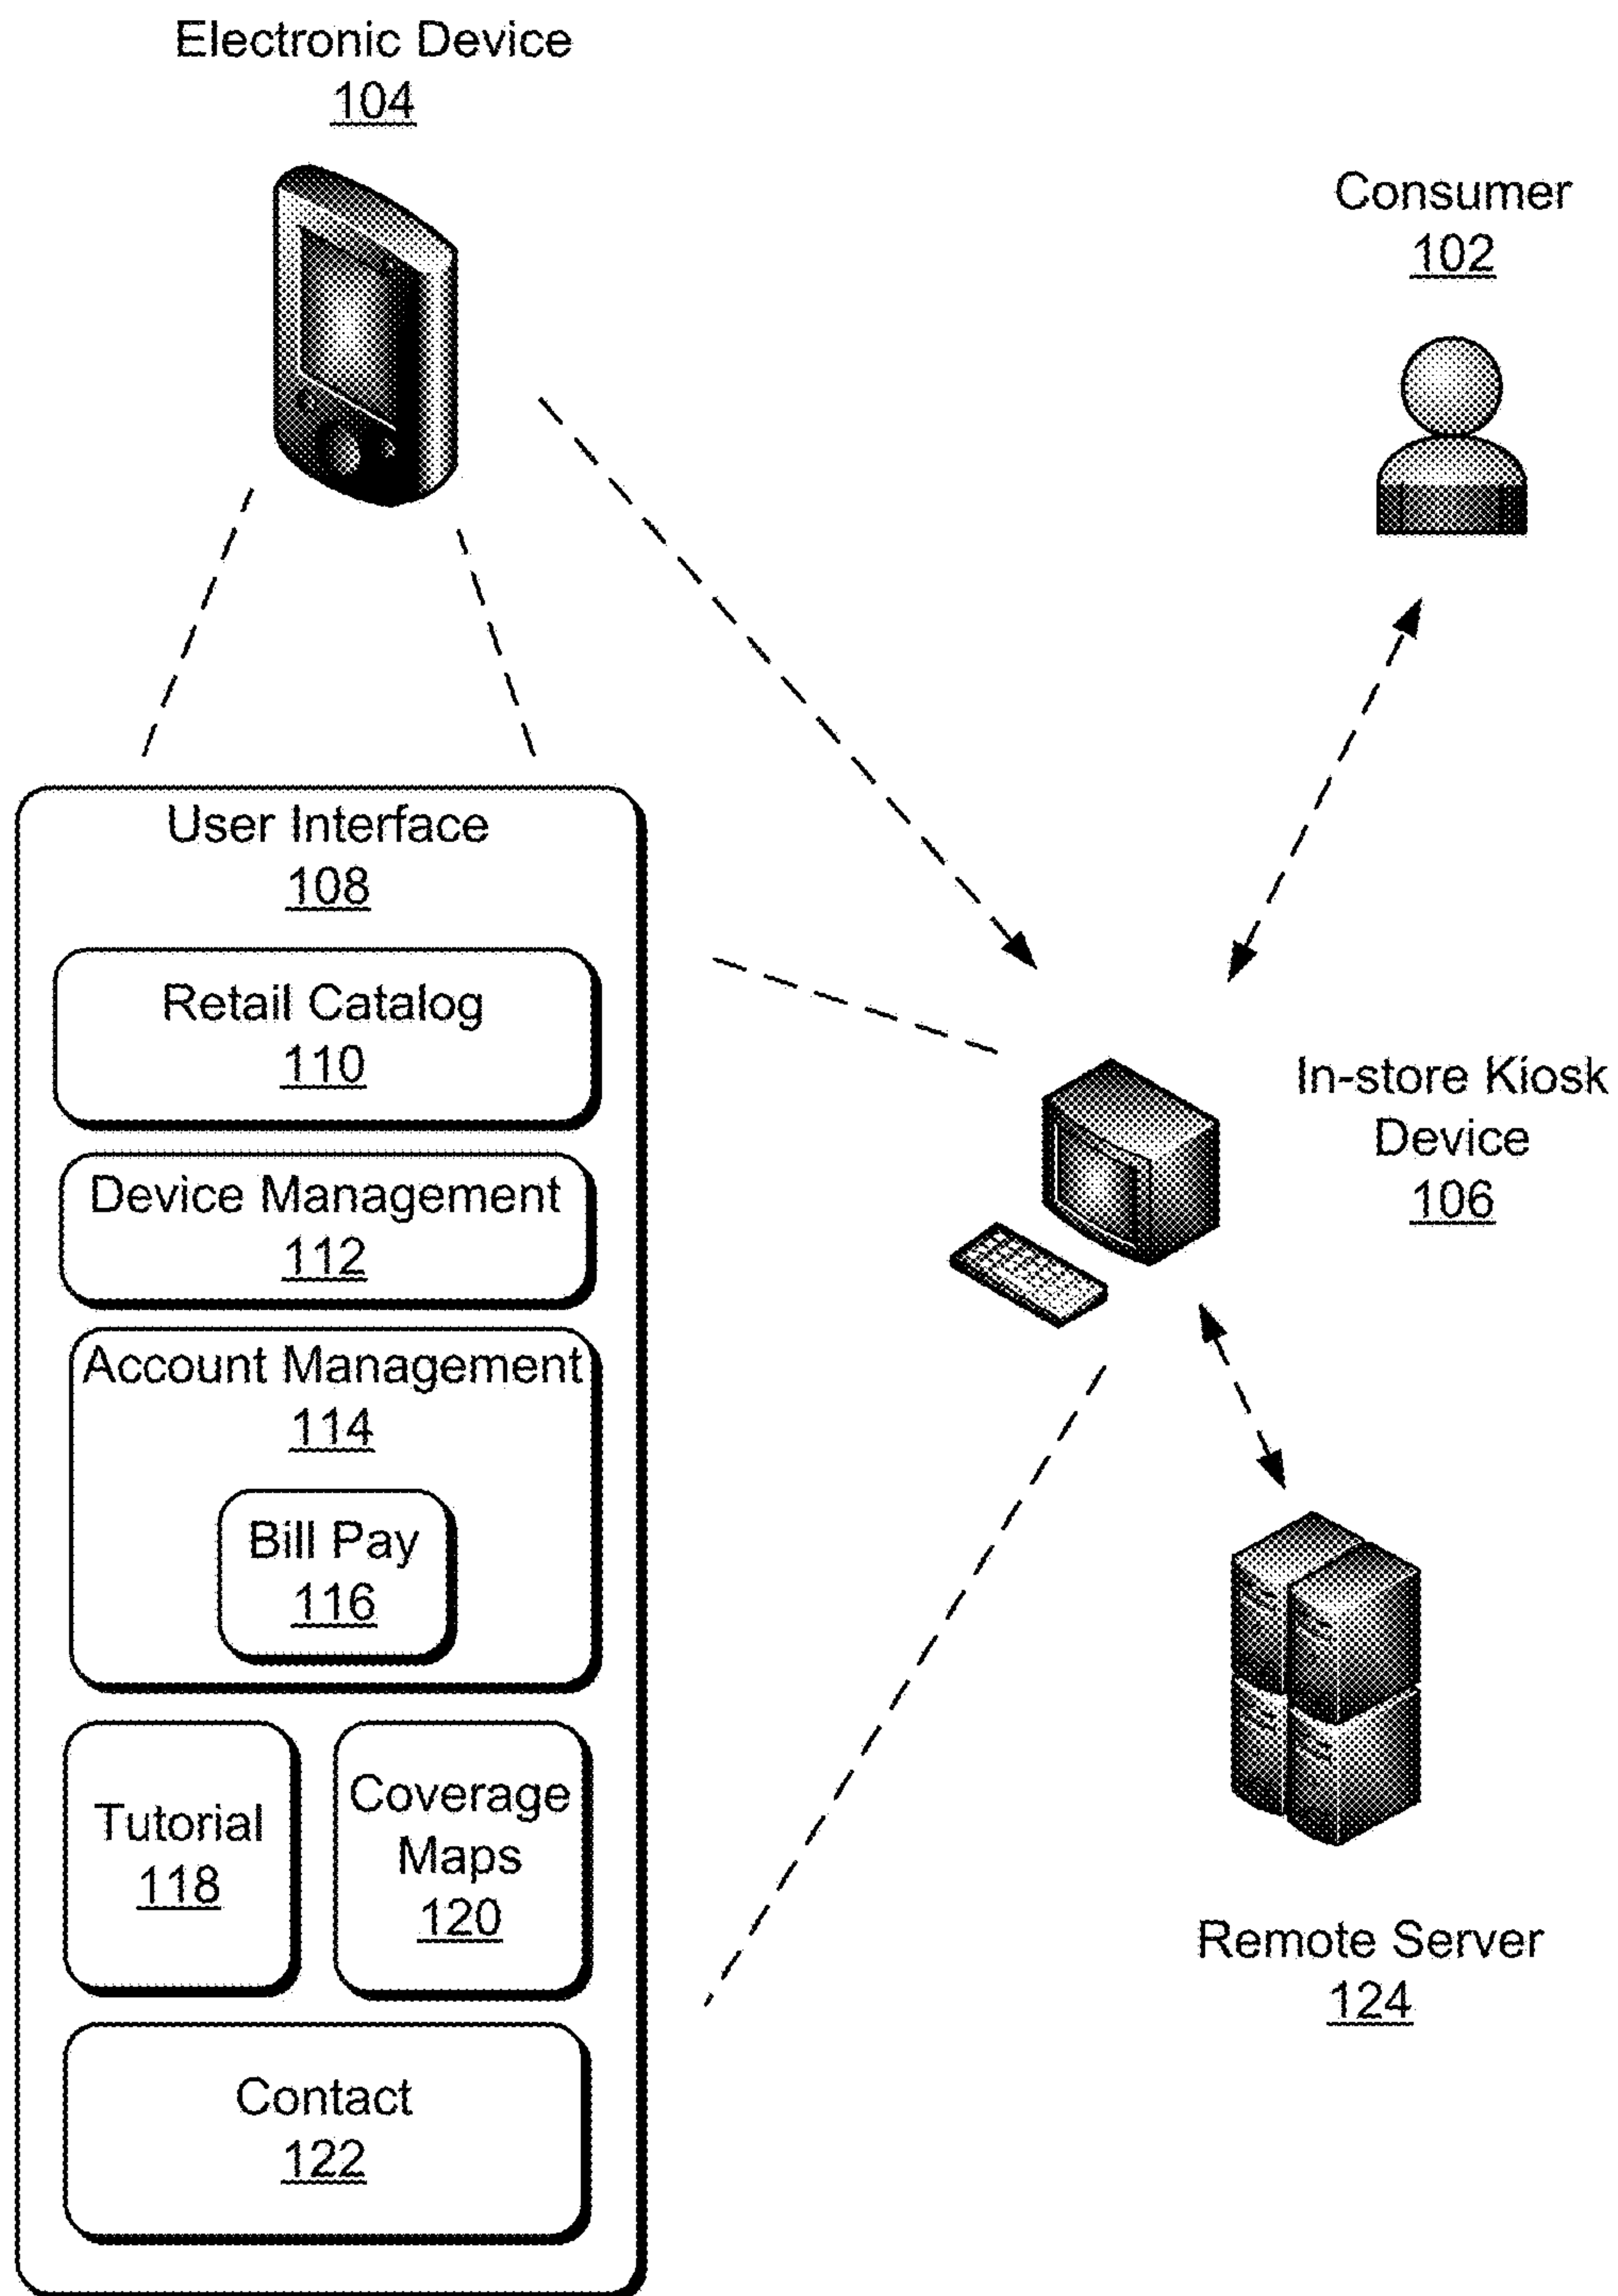 Electronic Device
104
Consumer
102
User Interface
108
Retail Catalog
110
Device Management
112
Account Management
114
Bill Pay
116
Tutorial
118
Coverage
Maps
120
Contact
122
In-store Kiosk
Device
106
Remote Server
124